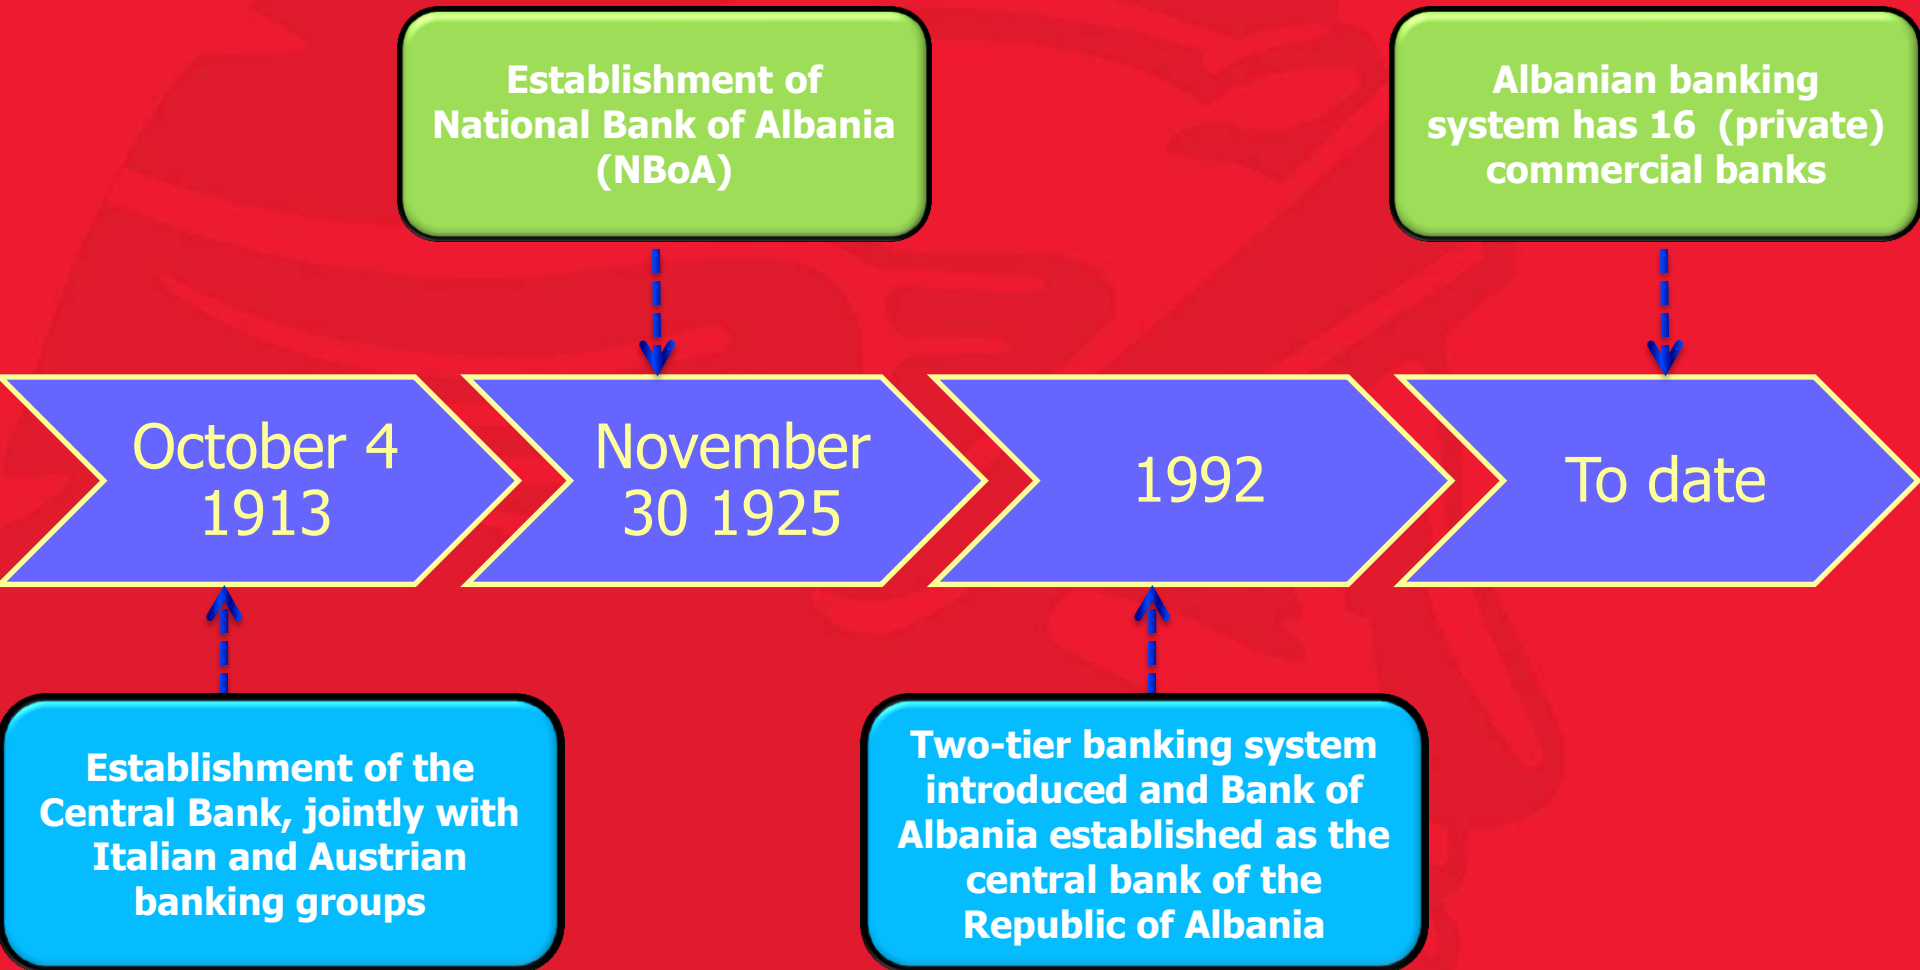 Establishment of
National Bank of Albania
(NBoA)
Albanian banking
system has 16 (private)
commercial banks
October 4
1913
November
30 1925
1992
To date
Establishment of the
Central Bank, jointly with
Italian and Austrian
banking groups
Two-tier banking system
introduced and Bank of
Albania established as the
central bank of the
Republic of Albania